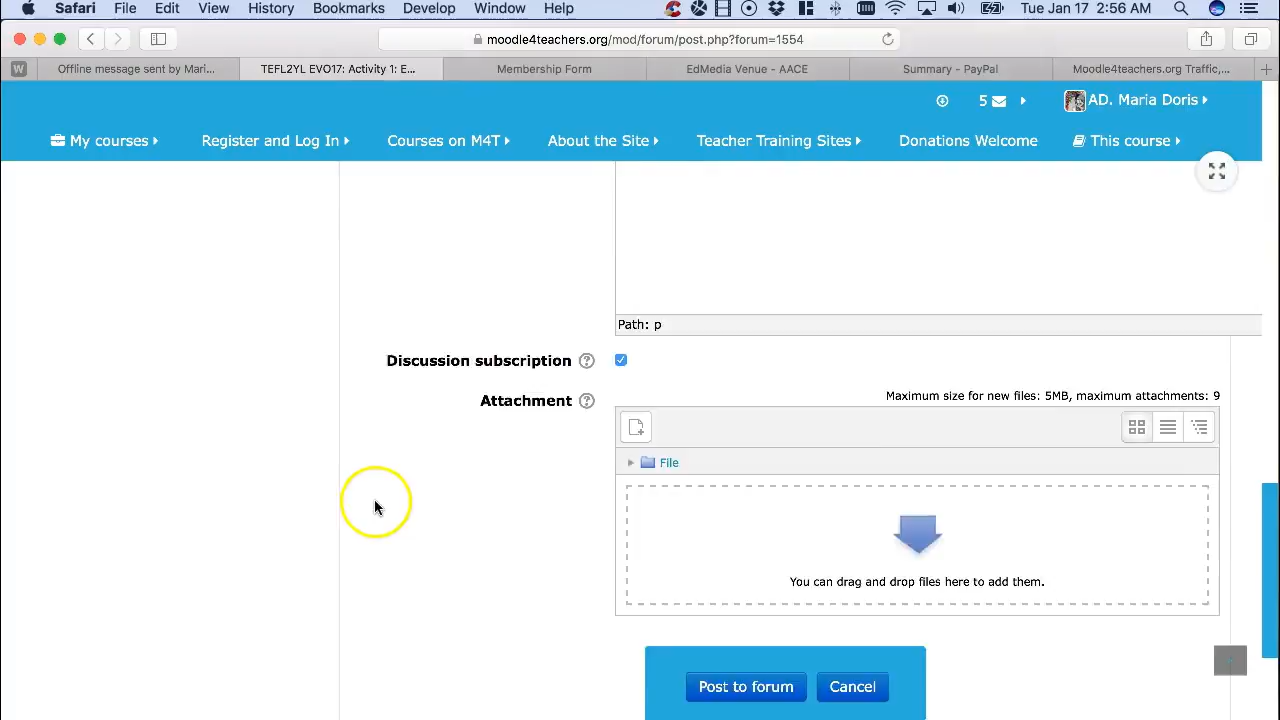 Safari File Edit View History Bookmarks Develop Window Help Tue Jan 17 2:56 AM
moodle4teachers.org/mod/forum/post.php?forum=1554
W Offline message sent by Mari... TEFL2YL EVO17: Activity 1: E... Membership Form EdMedia Venue - AACE Summary - PayPal Moodle4teachers.org Traffic,...
5 AD. Maria Doris
My courses Register and Log In Courses on M4T About the Site Teacher Training Sites Donations Welcome This course
Path: p
Discussion subscription ?
Maximum size for new files: 5MB, maximum attachments: 9
Attachment ?
File
You can drag and drop files here to add them.
Post to forum Cancel